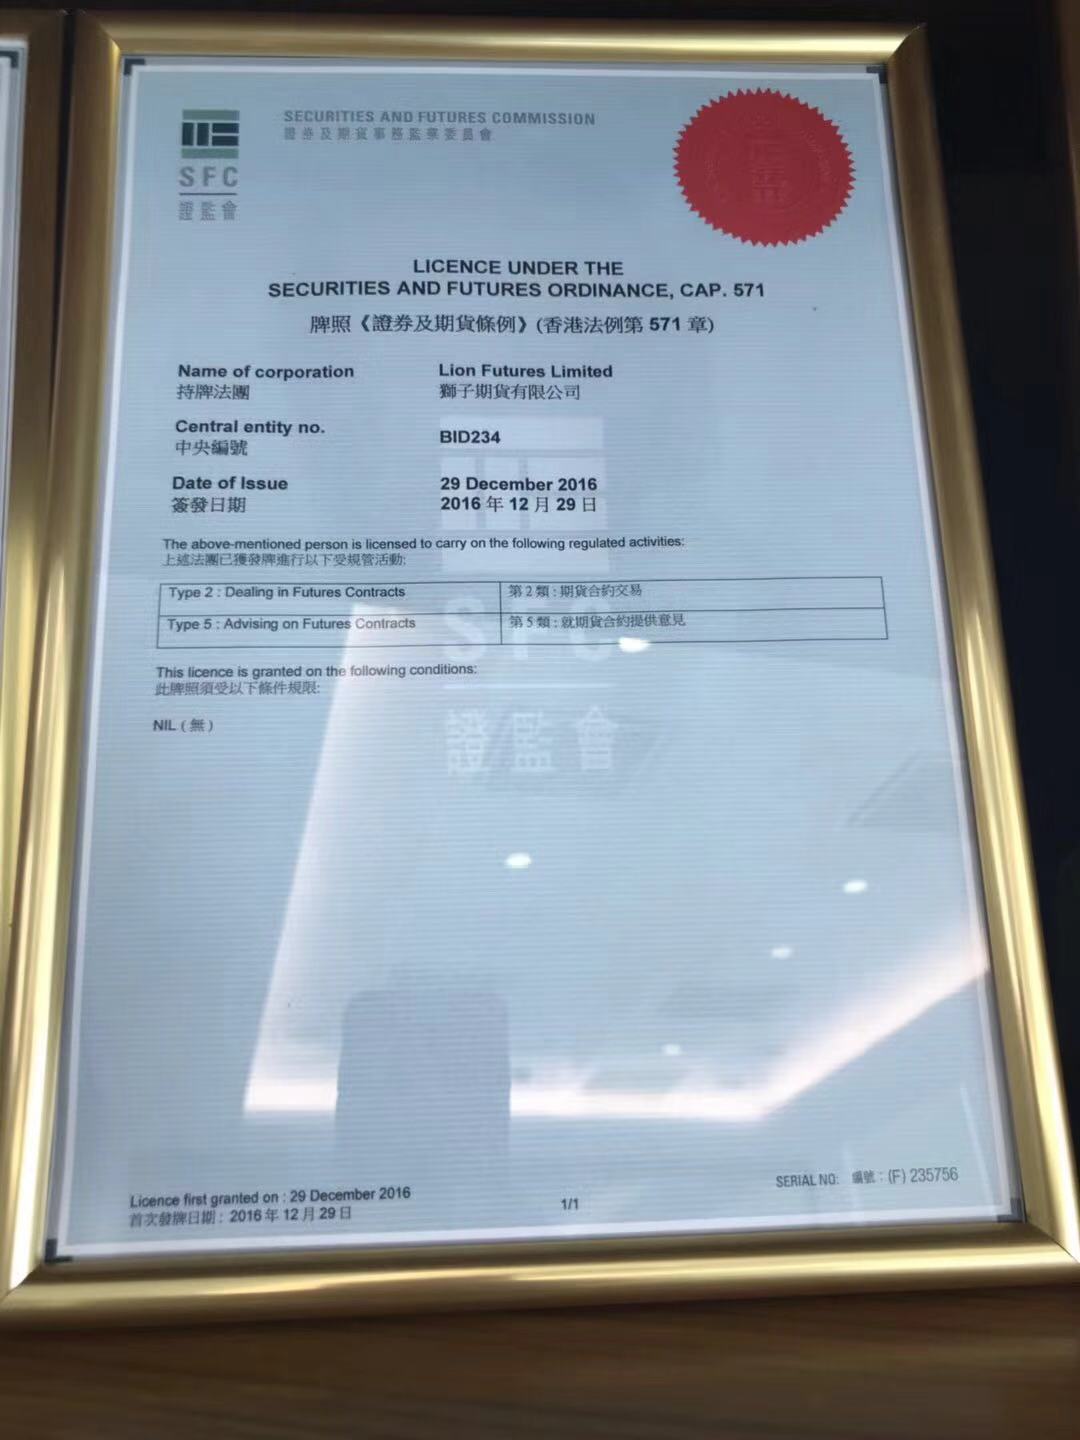 SECURITIES AND FUTURES COMMISSION
證券及期貨事務監察委員會
SFC
證監會
LICENCE UNDER THE
SECURITIES AND FUTURES ORDINANCE, CAP. 571
牌照《證券及期貨條例》(香港法例第 571 章)
Name of corporation Lion Futures Limited
持牌法團 獅子期貨有限公司
Central entity no. BID234
中央編號
Date of Issue 29 December 2016
簽發日期 2016 年 12 月 29 日
The above-mentioned person is licensed to carry on the following regulated activities:
上述法團已獲發牌進行以下受規管活動:
Type 2 : Dealing in Futures Contracts 第 2 類 : 期貨合約交易
Type 5 : Advising on Futures Contracts 第 5 類 : 就期貨合約提供意見
This licence is granted on the following conditions:
此牌照須受以下條件規限:
NIL ( 無 )
SFC
證監會
Licence first granted on : 29 December 2016
首次發牌日期 : 2016 年 12 月 29 日
1/1
SERIAL NO: 編號 : (F) 235756